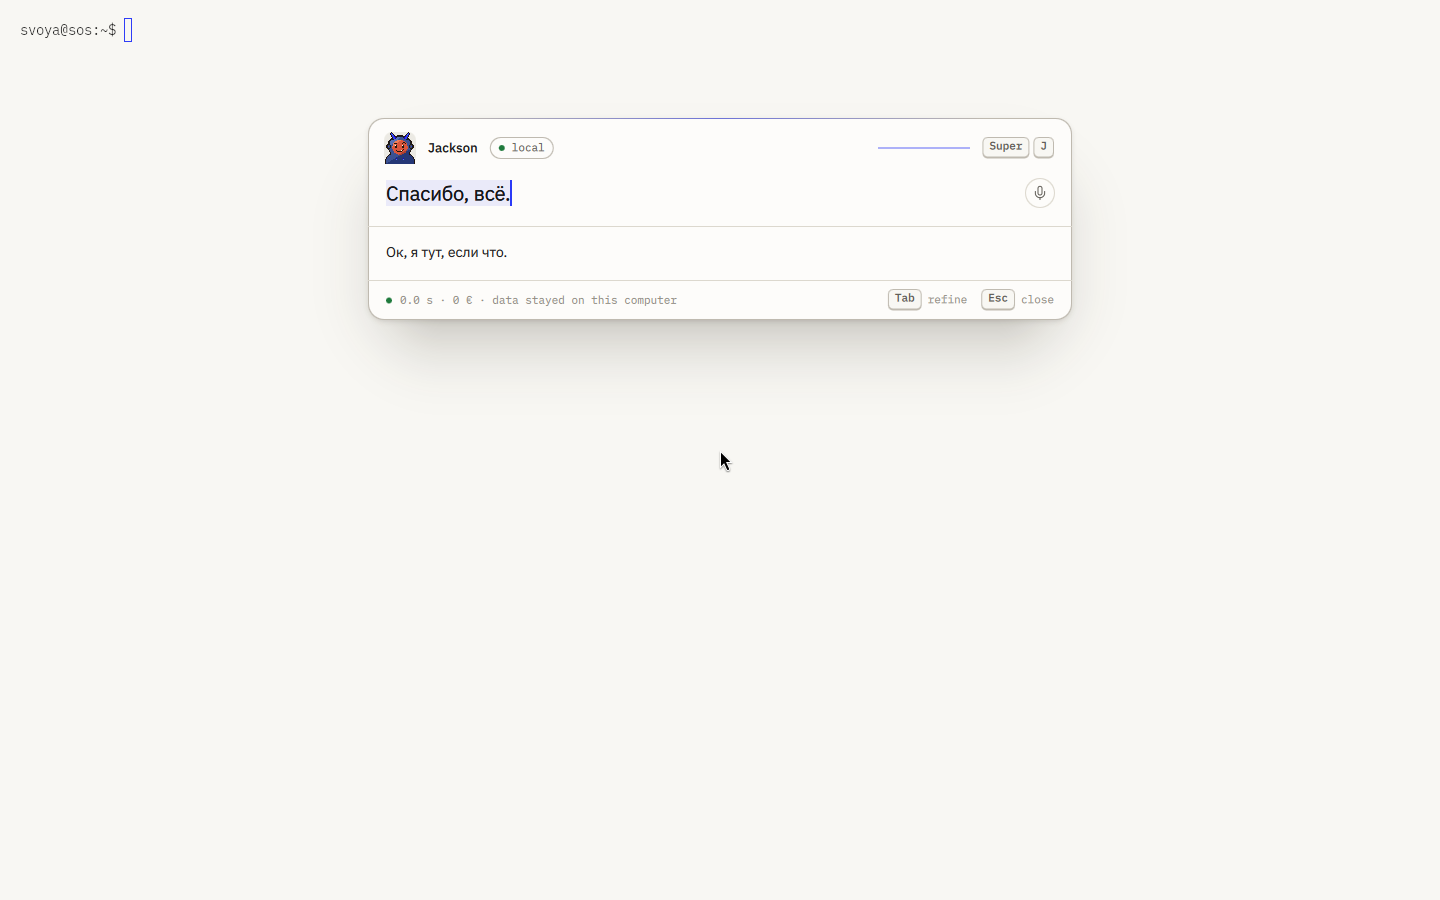 svoya@sos:~$
Jackson
local
Super J
Спасибо, всё.
Ок, я тут, если что.
0.0 s · 0 € · data stayed on this computer
Tab refine Esc close